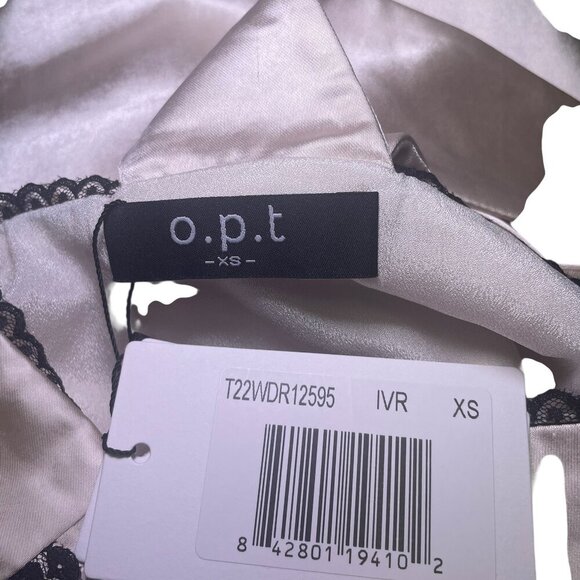 o.p.t
- XS -
T22WDR12595 IVR XS
8 42801 19410 2